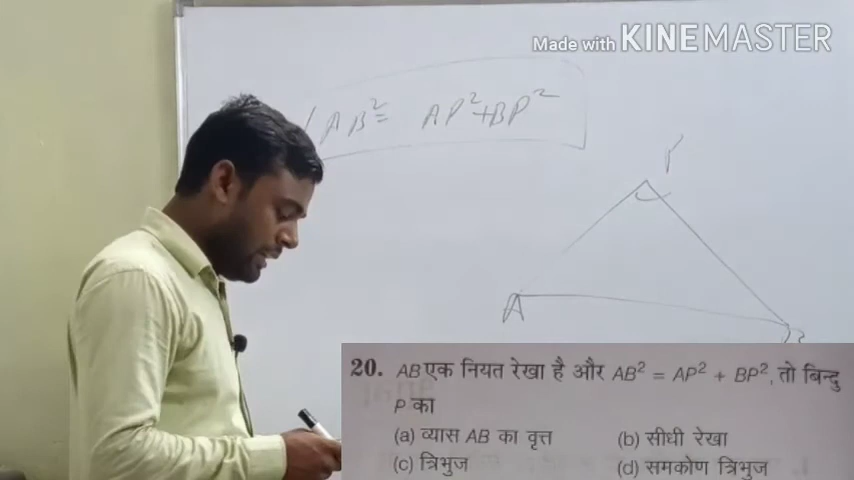 Made with KINEMASTER
AB² = AP² + BP²
P
A
B
20. AB एक नियत रेखा है और AB² = AP² + BP², तो बिन्दु
P का
(a) व्यास AB का वृत्त (b) सीधी रेखा
(c) त्रिभुज (d) समकोण त्रिभुज